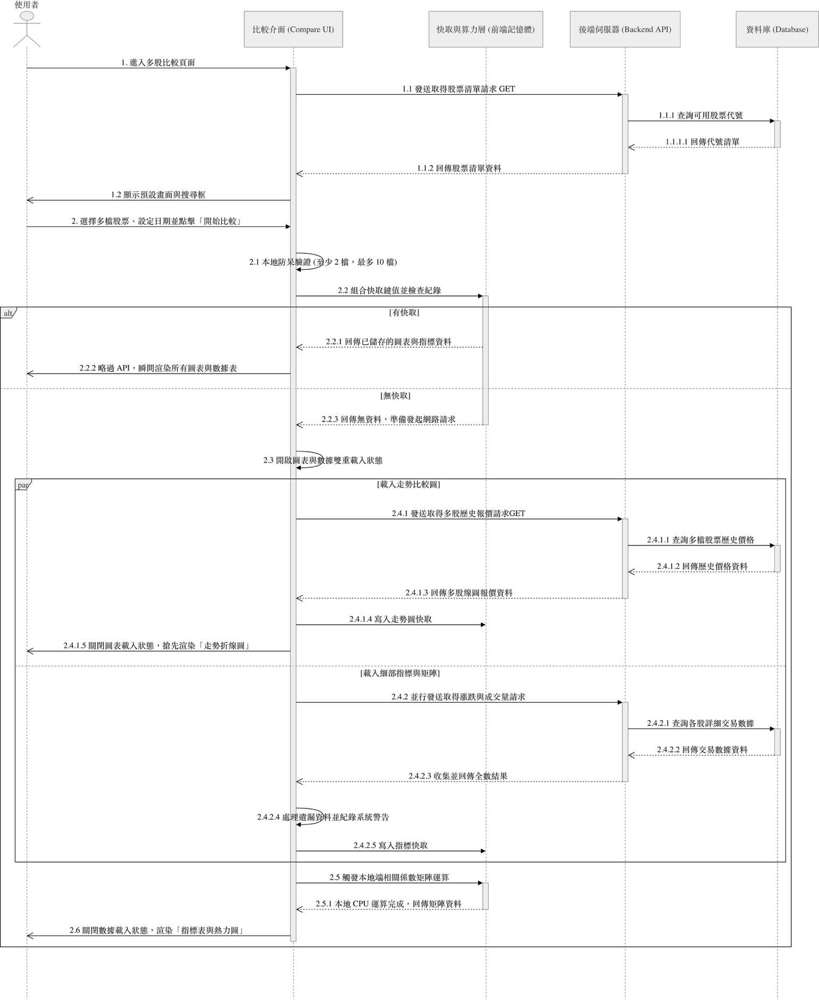 使用者
比較介面 (Compare UI)
快取與算力層 (前端記憶體)
後端伺服器 (Backend API)
資料庫 (Database)
1. 進入多股比較頁面
1.1 發送取得股票清單請求 GET
1.1.1 查詢可用股票代號
1.1.1.1 回傳代號清單
1.1.2 回傳股票清單資料
1.2 顯示預設畫面與搜尋框
2. 選擇多檔股票、設定日期並點擊「開始比較」
2.1 本地防呆驗證 (至少 2 檔，最多 10 檔)
2.2 組合快取鍵值並檢查紀錄
alt
[有快取]
2.2.1 回傳已儲存的圖表與指標資料
2.2.2 略過 API，瞬間渲染所有圖表與數據表
[無快取]
2.2.3 回傳無資料，準備發起網路請求
2.3 開啟圖表與數據雙重載入狀態
par
[載入走勢比較圖]
2.4.1 發送取得多股歷史報價請求GET
2.4.1.1 查詢多檔股票歷史價格
2.4.1.2 回傳歷史價格資料
2.4.1.3 回傳多股線圖報價資料
2.4.1.4 寫入走勢圖快取
2.4.1.5 關閉圖表載入狀態，搶先渲染「走勢折線圖」
[載入細部指標與矩陣]
2.4.2 並行發送取得漲跌與成交量請求
2.4.2.1 查詢各股詳細交易數據
2.4.2.2 回傳交易數據資料
2.4.2.3 收集並回傳全數結果
2.4.2.4 處理遺漏資料並紀錄系統警告
2.4.2.5 寫入指標快取
2.5 觸發本地端相關係數矩陣運算
2.5.1 本地 CPU 運算完成，回傳矩陣資料
2.6 關閉數據載入狀態，渲染「指標表與熱力圖」